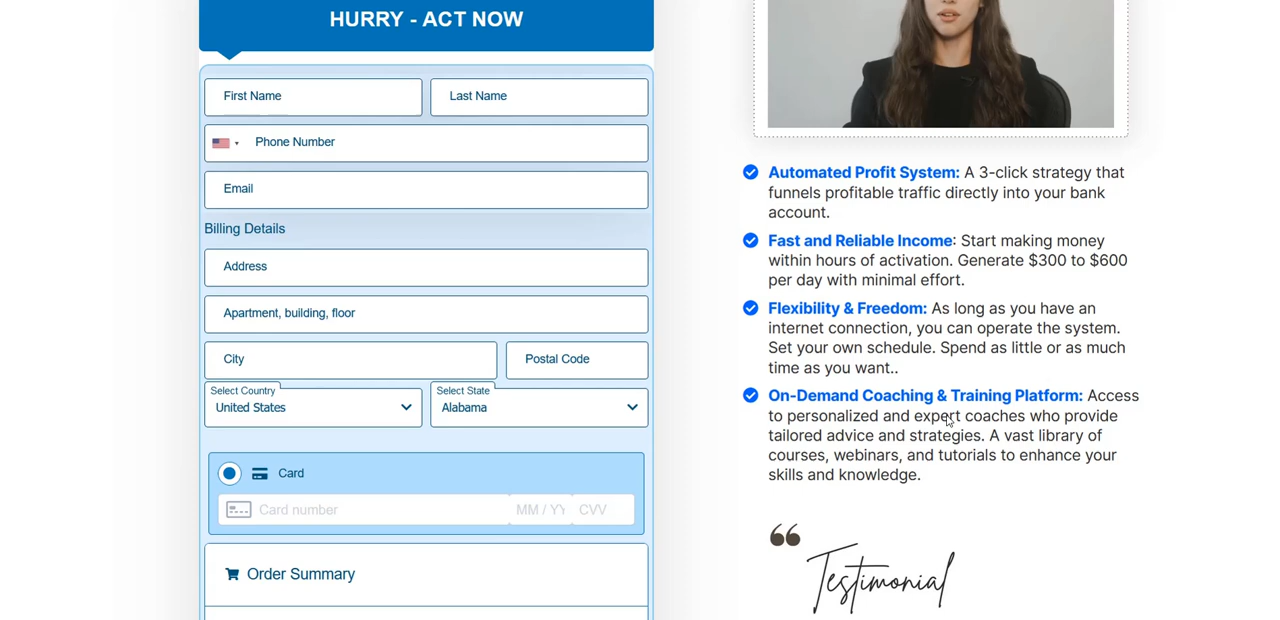 HURRY - ACT NOW
First Name
Last Name
Phone Number
Email
Billing Details
Address
Apartment, building, floor
City
Postal Code
Select Country
United States
Select State
Alabama
Card
Card number
MM / YY
CVV
Order Summary
Automated Profit System: A 3-click strategy that
funnels profitable traffic directly into your bank
account.
Fast and Reliable Income: Start making money
within hours of activation. Generate $300 to $600
per day with minimal effort.
Flexibility & Freedom: As long as you have an
internet connection, you can operate the system.
Set your own schedule. Spend as little or as much
time as you want..
On-Demand Coaching & Training Platform: Access
to personalized and expert coaches who provide
tailored advice and strategies. A vast library of
courses, webinars, and tutorials to enhance your
skills and knowledge.
“
Testimonial